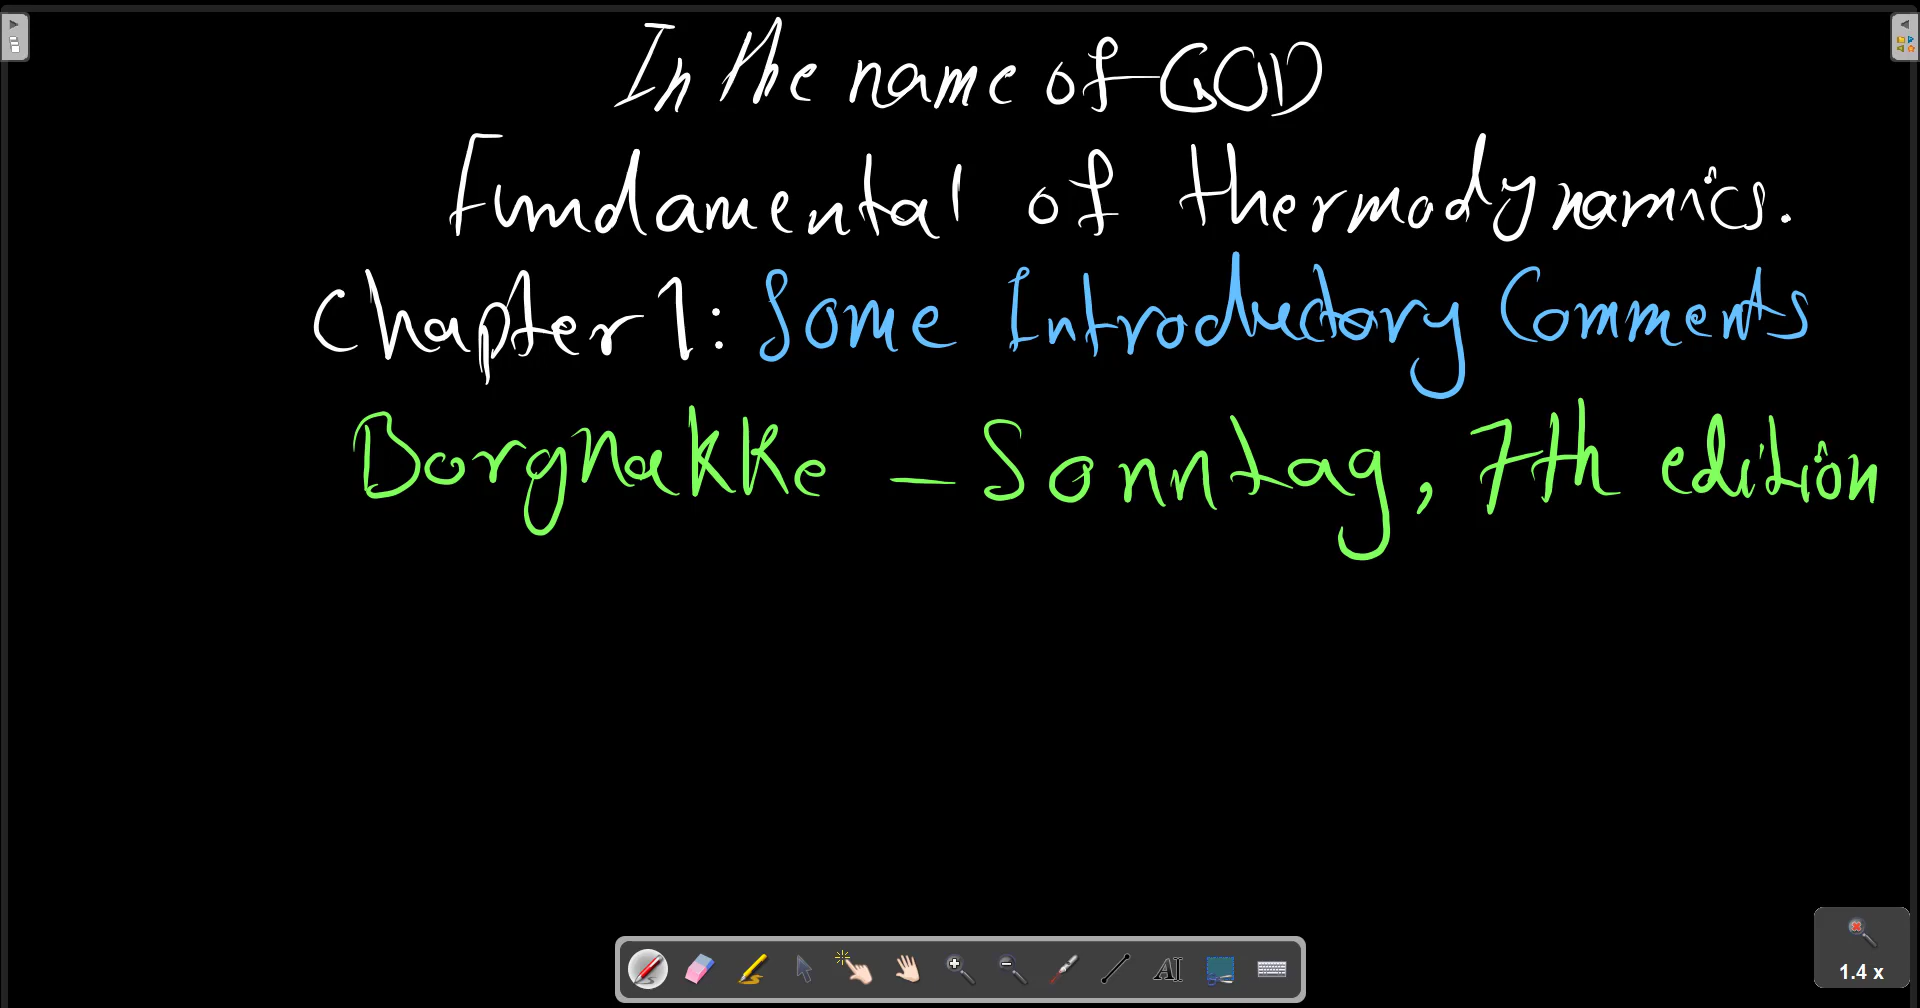 In the name of GOD
Fundamental of thermodynamics.
Chapter 1: Some Introductory Comments
Borgnakke - Sonntag, 7th edition
AI
1.4 x